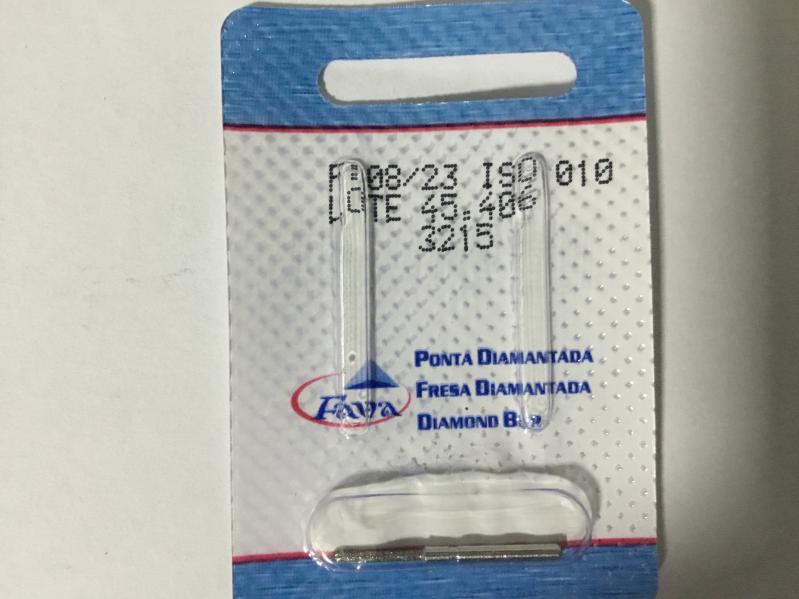 F:08/23 ISO 010
LOTE 45.406
3215
PONTA DIAMANTADA
FRESA DIAMANTADA
Fava
DIAMOND BUR